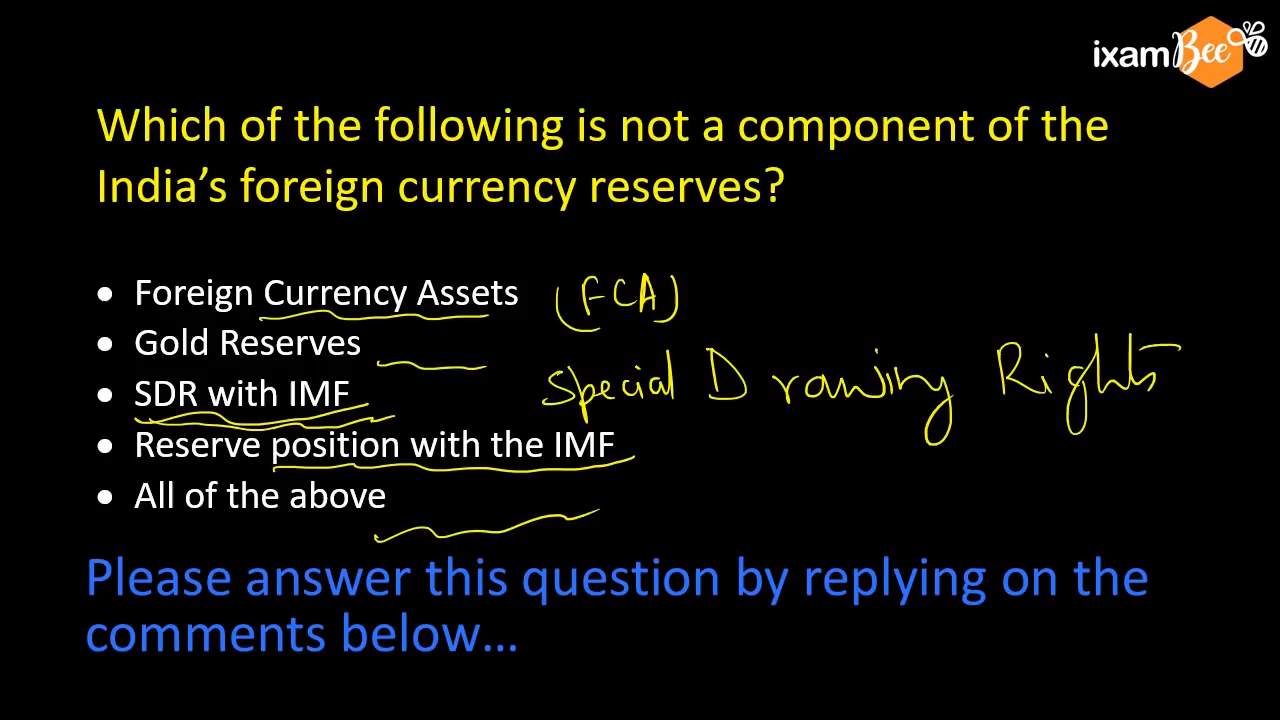 ixamBee
Which of the following is not a component of the
India’s foreign currency reserves?
• Foreign Currency Assets (FCA)
• Gold Reserves
• SDR with IMF Special Drawing Rights
• Reserve position with the IMF
• All of the above
Please answer this question by replying on the
comments below...